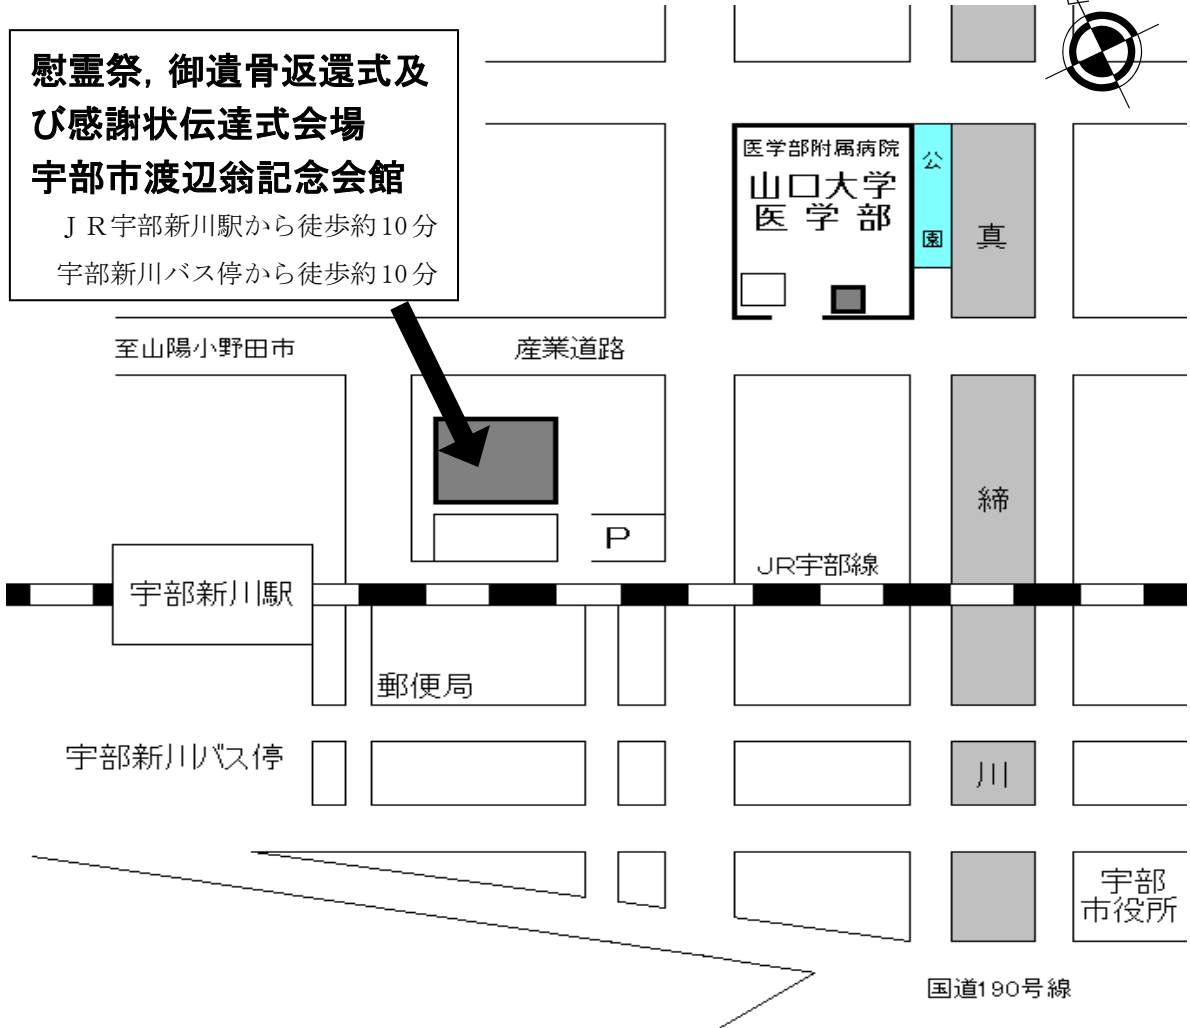 慰霊祭，御遺骨返還式及
び感謝状伝達式会場
宇部市渡辺翁記念会館
ＪＲ宇部新川駅から徒歩約10分
宇部新川バス停から徒歩約10分
医学部附属病院
山口大学
医学部
公
園
真
至山陽小野田市
産業道路
締
P
JR宇部線
宇部新川駅
郵便局
宇部新川バス停
川
宇部
市役所
国道190号線